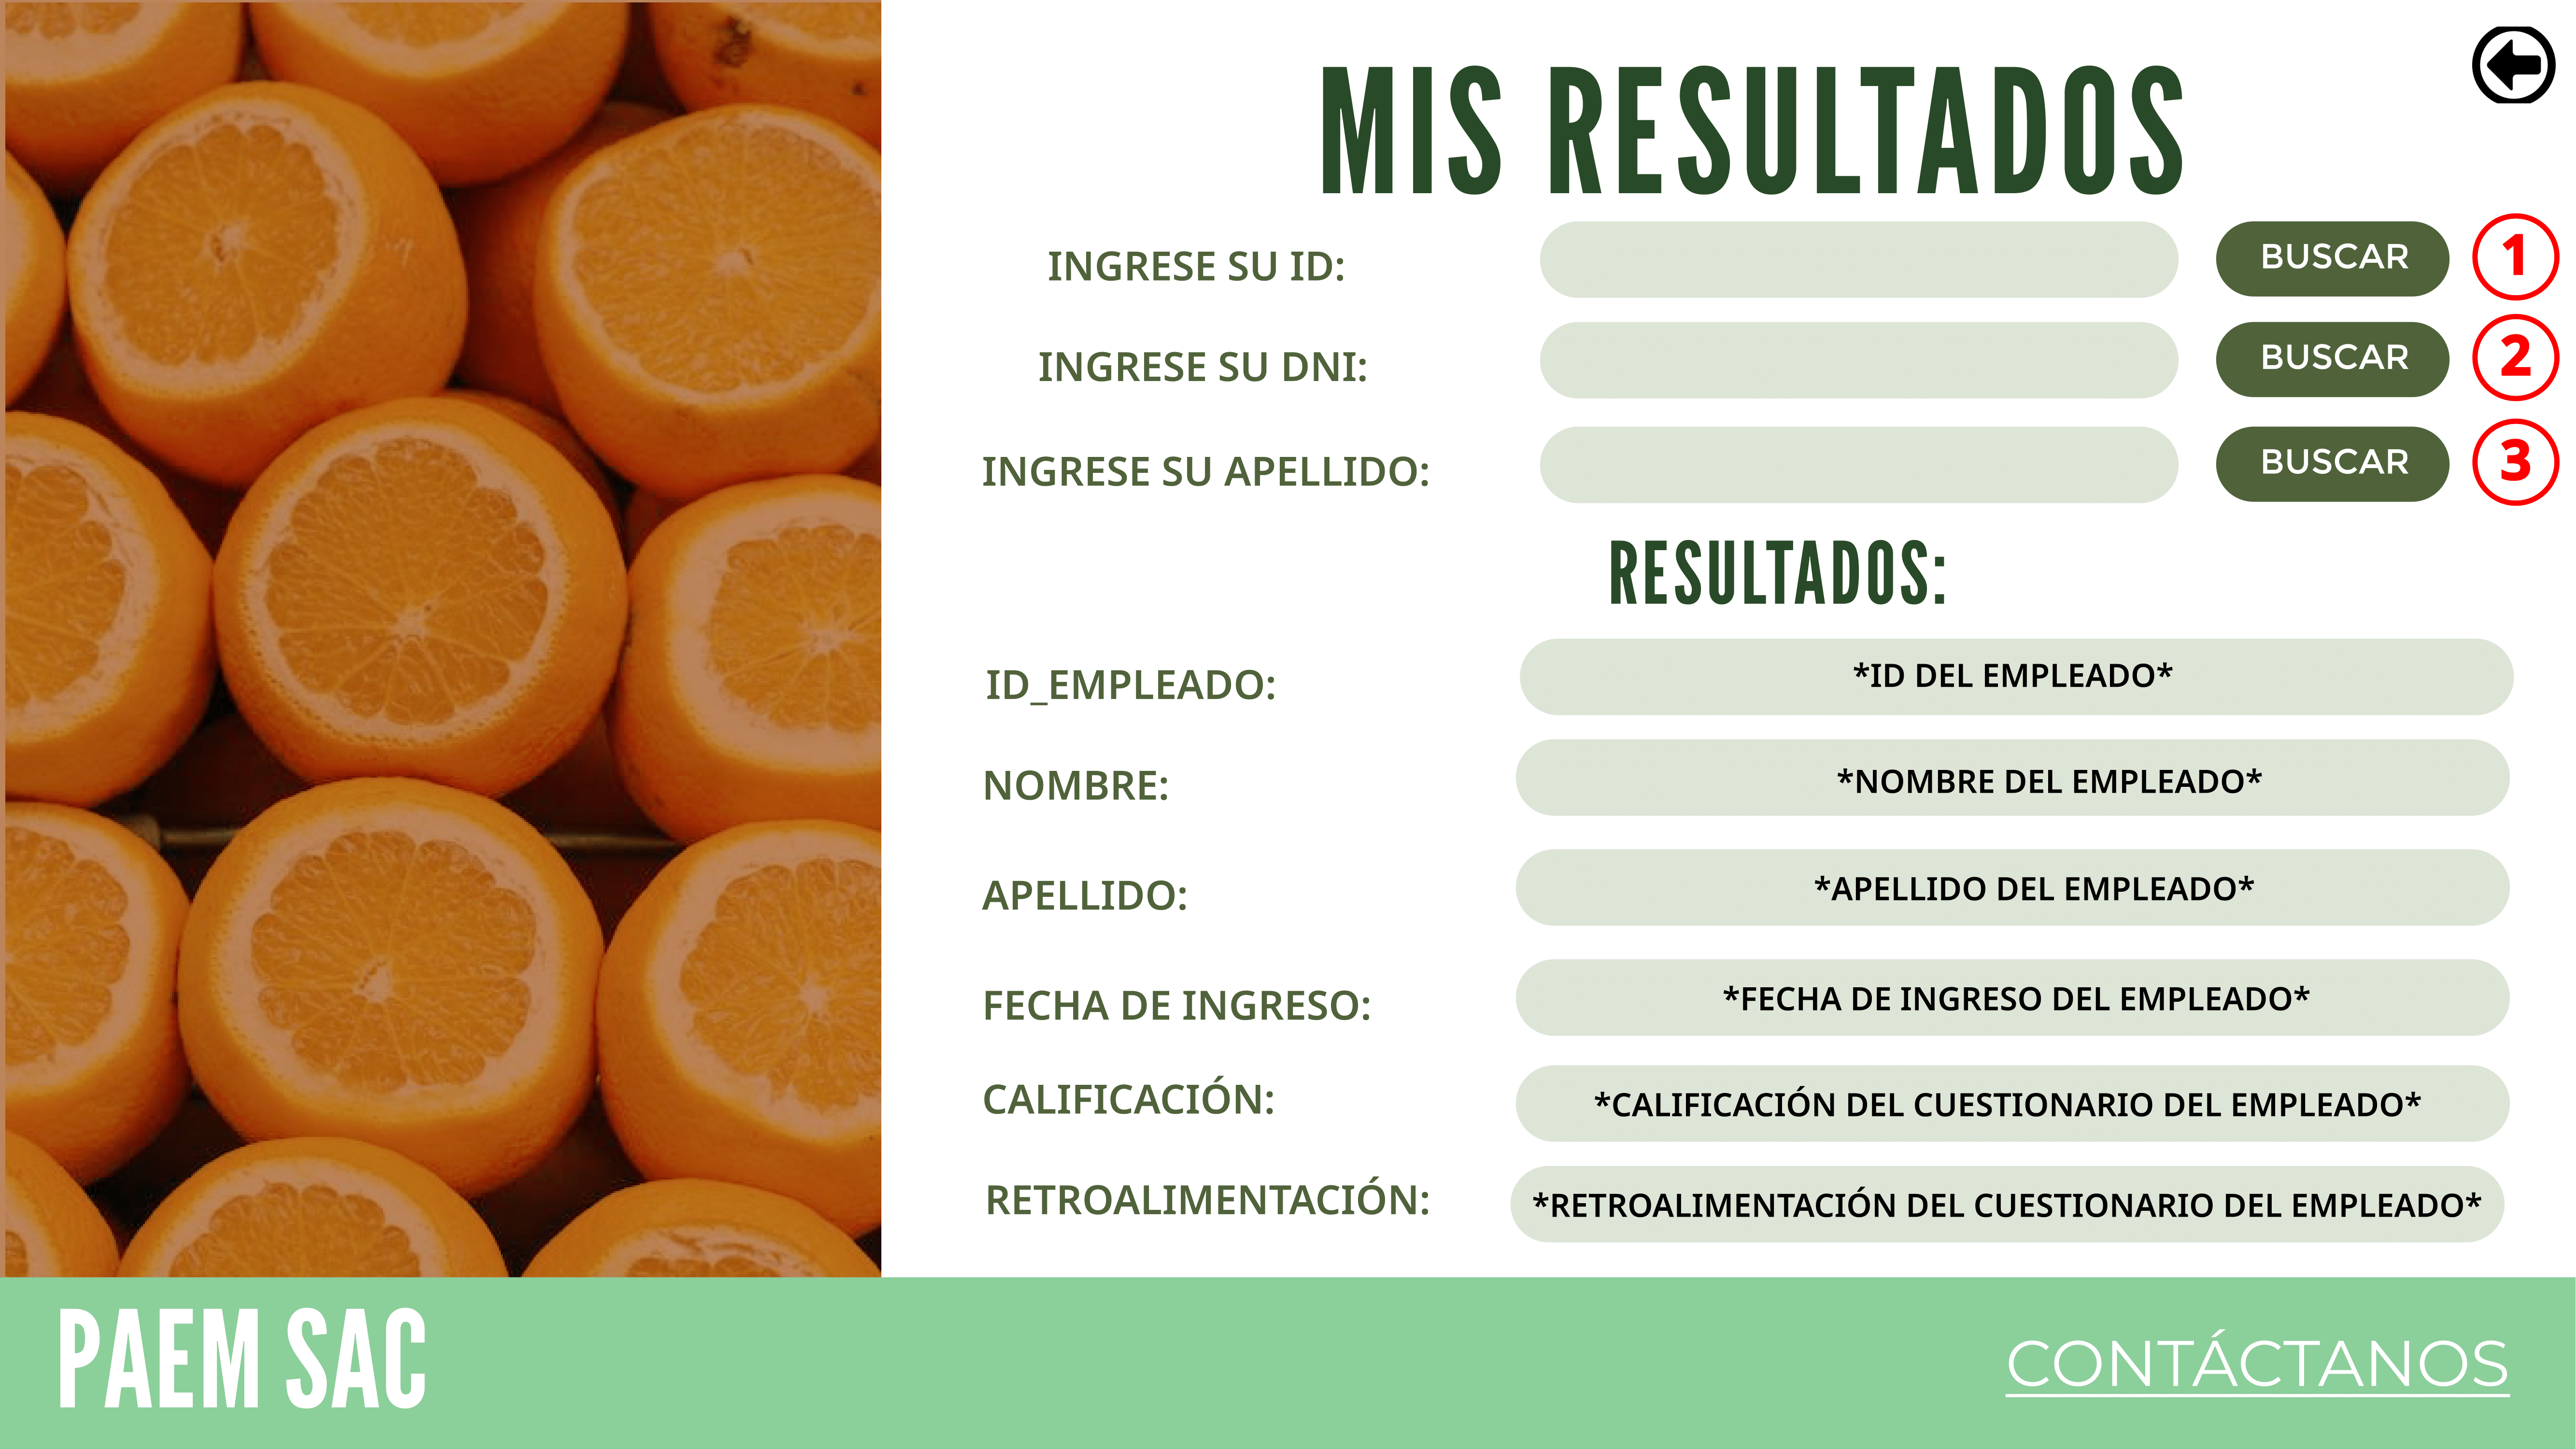 MIS RESULTADOS
INGRESE SU ID: BUSCAR 1
INGRESE SU DNI: BUSCAR 2
INGRESE SU APELLIDO: BUSCAR 3
RESULTADOS:
ID_EMPLEADO: *ID DEL EMPLEADO*
NOMBRE: *NOMBRE DEL EMPLEADO*
APELLIDO: *APELLIDO DEL EMPLEADO*
FECHA DE INGRESO: *FECHA DE INGRESO DEL EMPLEADO*
CALIFICACIÓN: *CALIFICACIÓN DEL CUESTIONARIO DEL EMPLEADO*
RETROALIMENTACIÓN: *RETROALIMENTACIÓN DEL CUESTIONARIO DEL EMPLEADO*
PAEM SAC CONTÁCTANOS